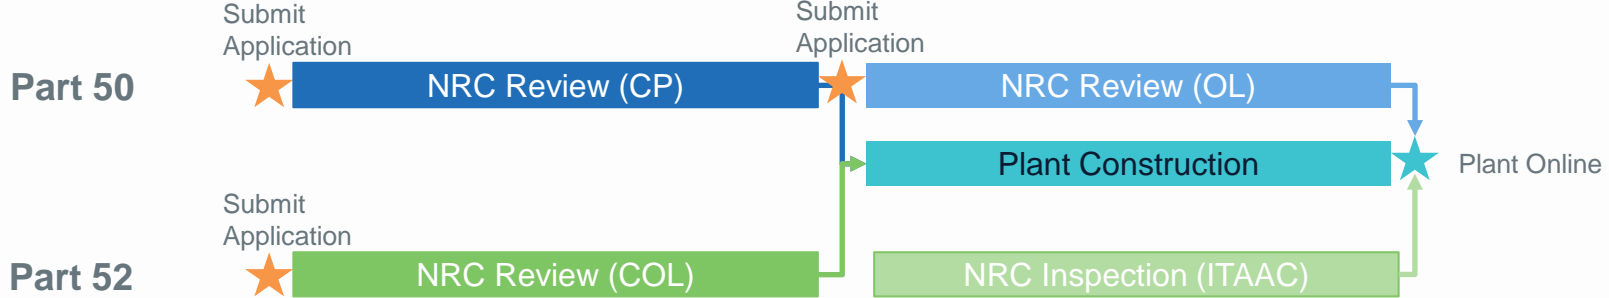 Submit
Application
Submit
Application
Part 50
NRC Review (CP)
NRC Review (OL)
Plant Construction
Plant Online
Submit
Application
Part 52
NRC Review (COL)
NRC Inspection (ITAAC)